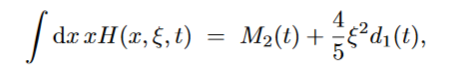 ∫ dx xH(x, ξ, t) = M₂(t) + 4/5 ξ²d₁(t),